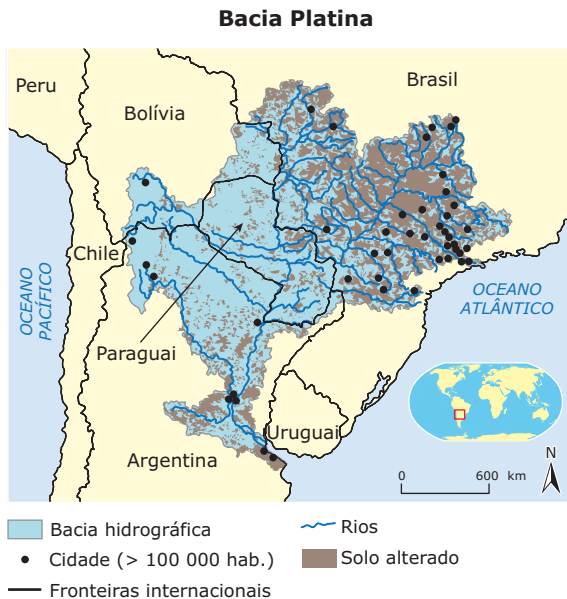 Bacia Platina
Peru
Brasil
Bolívia
Chile
OCEANO
PACÍFICO
OCEANO
ATLÂNTICO
Paraguai
Uruguai
Argentina
N
0 600 km
Bacia hidrográfica
Rios
Cidade (> 100 000 hab.)
Solo alterado
Fronteiras internacionais